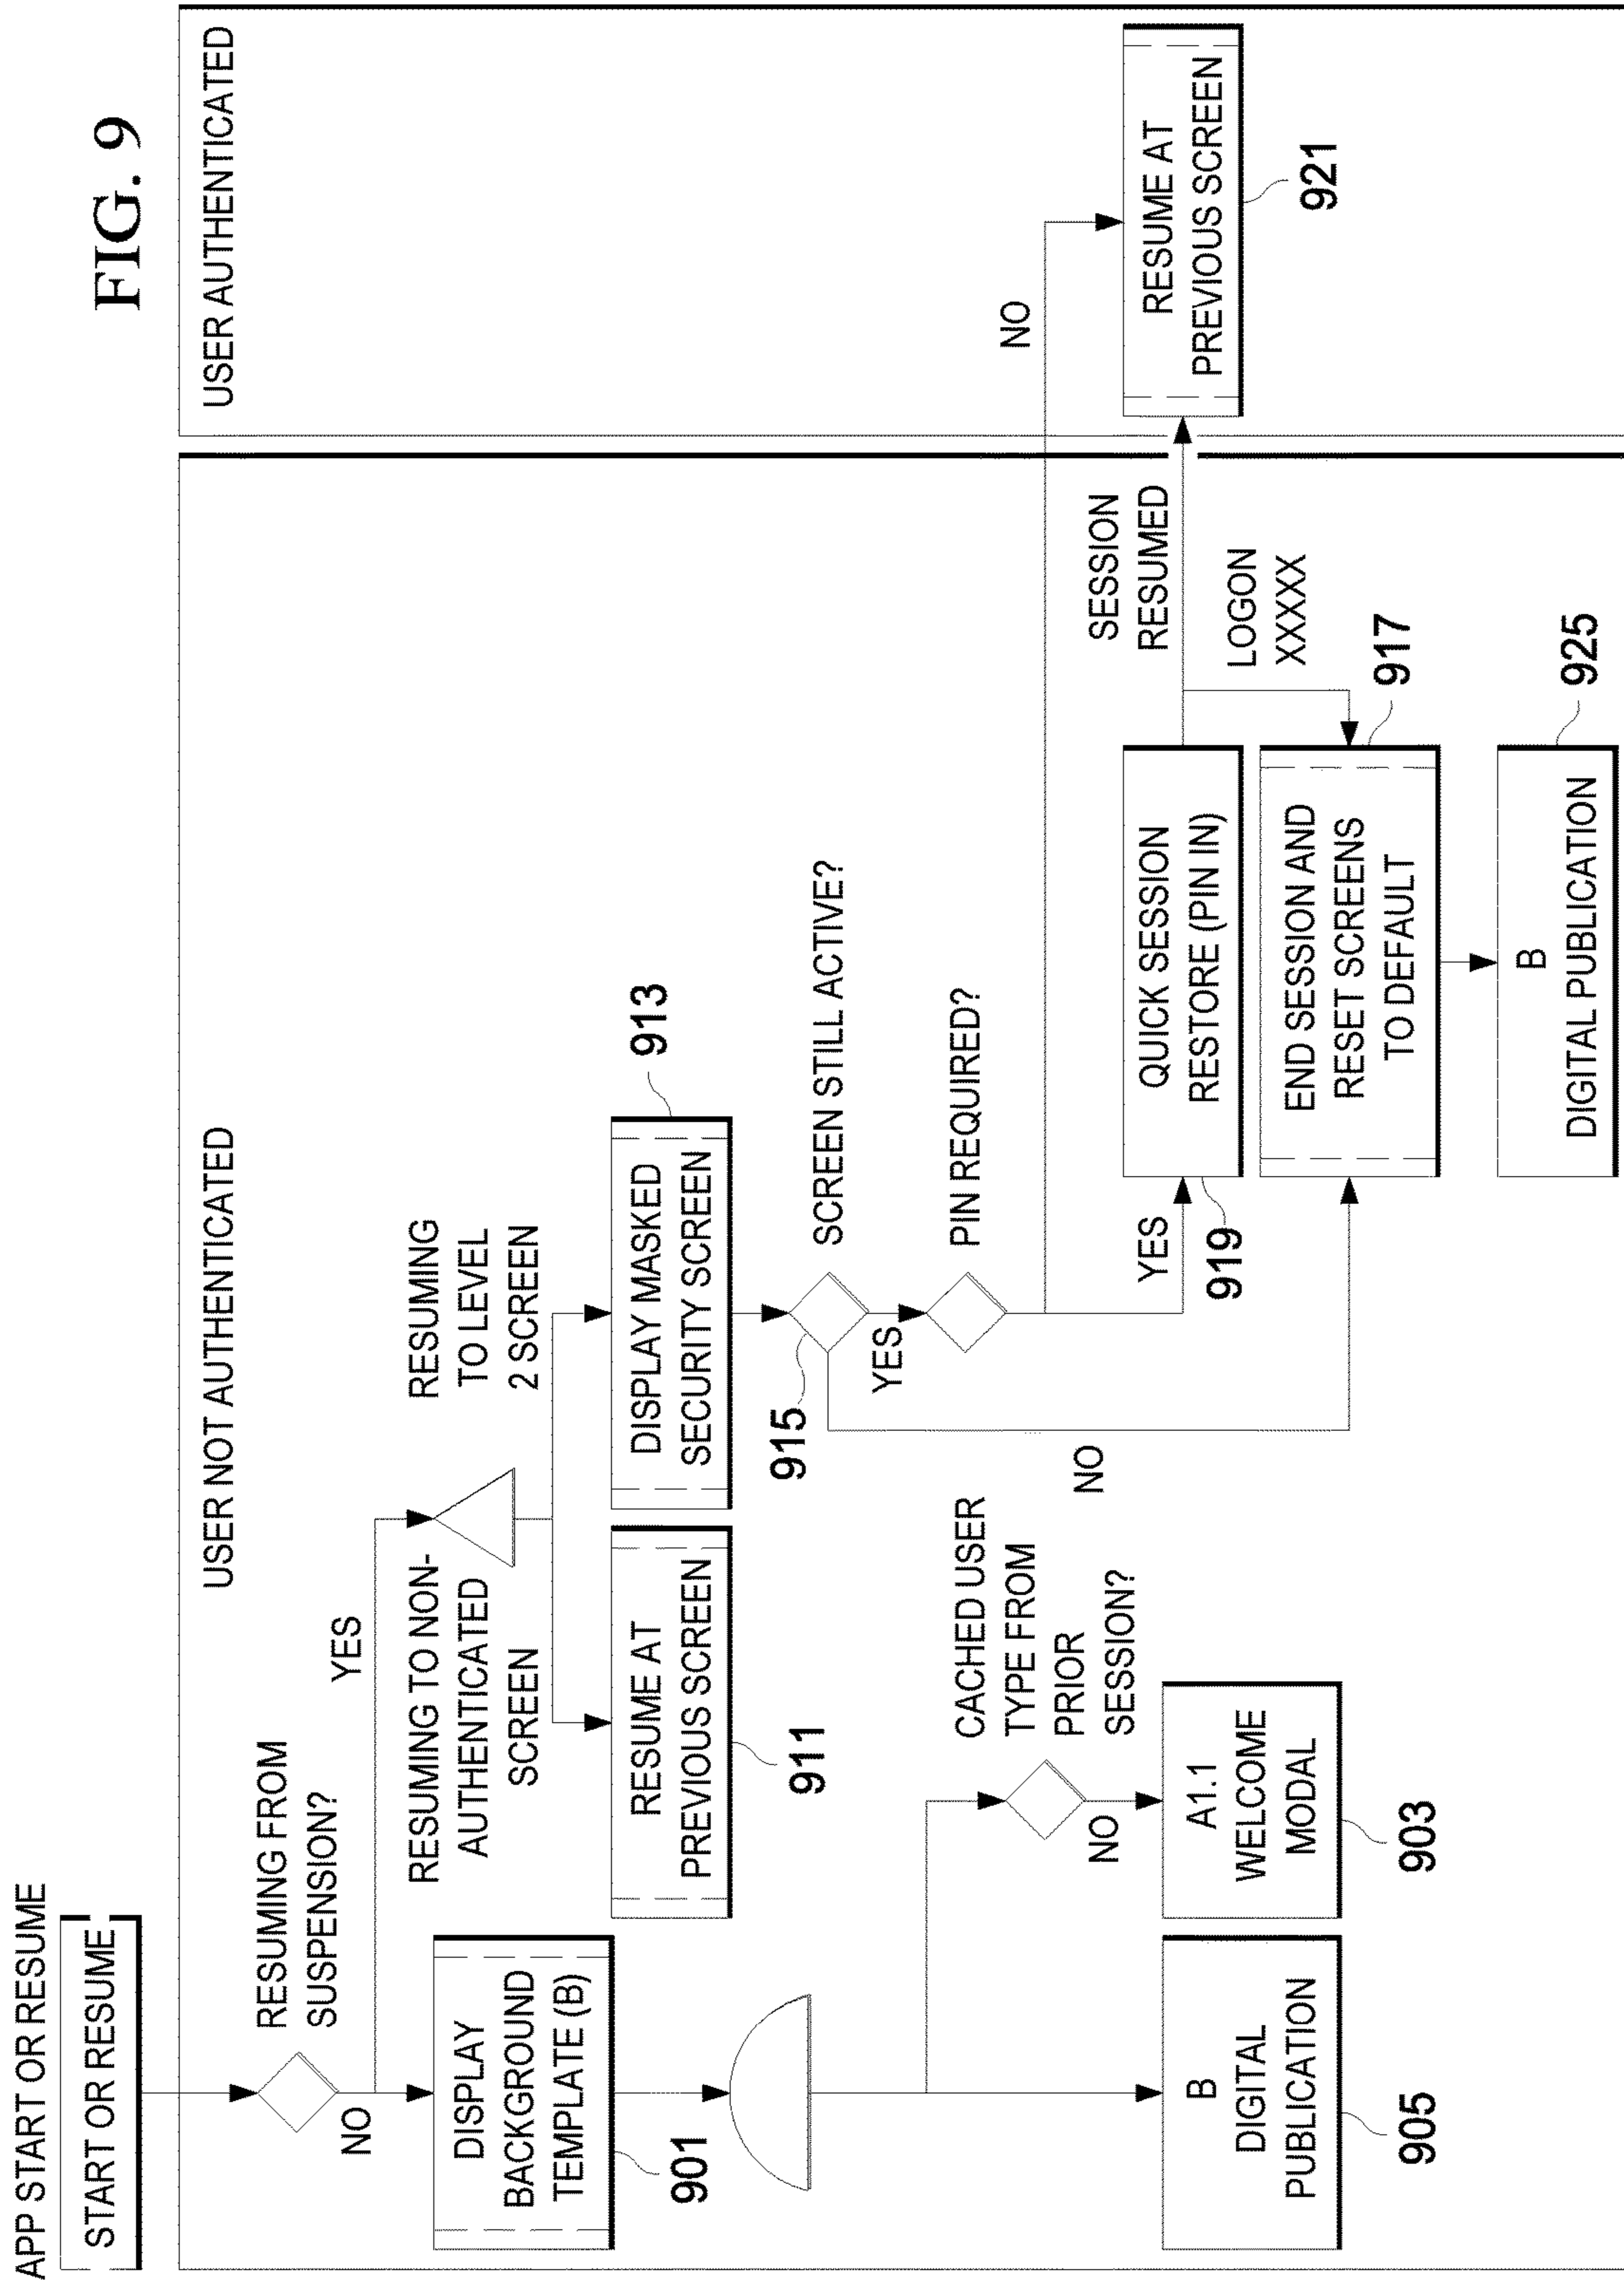 FIG. 9
APP START OR RESUME
START OR RESUME
USER NOT AUTHENTICATED
USER AUTHENTICATED
RESUMING FROM
SUSPENSION?
NO
YES
DISPLAY
BACKGROUND
TEMPLATE (B)
901
RESUMING TO NON-
AUTHENTICATED
SCREEN
RESUMING
TO LEVEL
2 SCREEN
RESUME AT
PREVIOUS SCREEN
911
DISPLAY MASKED
SECURITY SCREEN
913
915
SCREEN STILL ACTIVE?
YES
NO
PIN REQUIRED?
NO
YES
CACHED USER
TYPE FROM
PRIOR
SESSION?
NO
B
DIGITAL
PUBLICATION
905
A1.1
WELCOME
MODAL
903
QUICK SESSION
RESTORE (PIN IN)
919
SESSION
RESUMED
RESUME AT
PREVIOUS SCREEN
921
LOGON
XXXXX
END SESSION AND
RESET SCREENS
TO DEFAULT
917
B
DIGITAL PUBLICATION
925